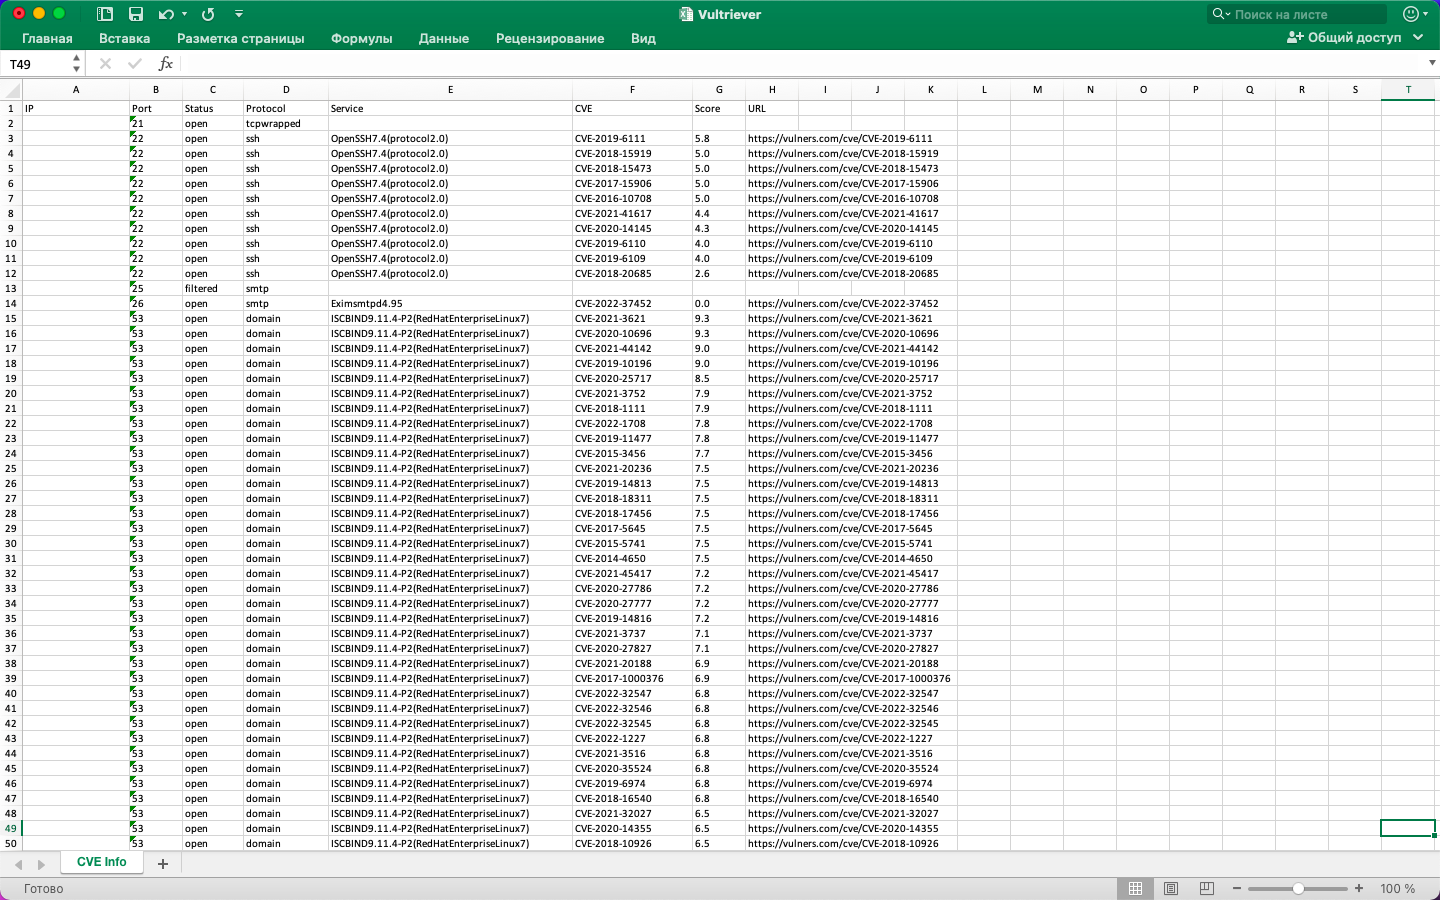 Vultriever
Поиск на листе
Главная Вставка Разметка страницы Формулы Данные Рецензирование Вид Общий доступ
T49 fx
A B C D E F G H I J K L M N O P Q R S T
1 IP Port Status Protocol Service CVE Score URL
2 21 open tcpwrapped
3 22 open ssh OpenSSH7.4(protocol2.0) CVE-2019-6111 5.8 https://vulners.com/cve/CVE-2019-6111
4 22 open ssh OpenSSH7.4(protocol2.0) CVE-2018-15919 5.0 https://vulners.com/cve/CVE-2018-15919
5 22 open ssh OpenSSH7.4(protocol2.0) CVE-2018-15473 5.0 https://vulners.com/cve/CVE-2018-15473
6 22 open ssh OpenSSH7.4(protocol2.0) CVE-2017-15906 5.0 https://vulners.com/cve/CVE-2017-15906
7 22 open ssh OpenSSH7.4(protocol2.0) CVE-2016-10708 5.0 https://vulners.com/cve/CVE-2016-10708
8 22 open ssh OpenSSH7.4(protocol2.0) CVE-2021-41617 4.4 https://vulners.com/cve/CVE-2021-41617
9 22 open ssh OpenSSH7.4(protocol2.0) CVE-2020-14145 4.3 https://vulners.com/cve/CVE-2020-14145
10 22 open ssh OpenSSH7.4(protocol2.0) CVE-2019-6110 4.0 https://vulners.com/cve/CVE-2019-6110
11 22 open ssh OpenSSH7.4(protocol2.0) CVE-2019-6109 4.0 https://vulners.com/cve/CVE-2019-6109
12 22 open ssh OpenSSH7.4(protocol2.0) CVE-2018-20685 2.6 https://vulners.com/cve/CVE-2018-20685
13 25 filtered smtp
14 26 open smtp Eximsmtpd4.95 CVE-2022-37452 0.0 https://vulners.com/cve/CVE-2022-37452
15 53 open domain ISCBIND9.11.4-P2(RedHatEnterpriseLinux7) CVE-2021-3621 9.3 https://vulners.com/cve/CVE-2021-3621
16 53 open domain ISCBIND9.11.4-P2(RedHatEnterpriseLinux7) CVE-2020-10696 9.3 https://vulners.com/cve/CVE-2020-10696
17 53 open domain ISCBIND9.11.4-P2(RedHatEnterpriseLinux7) CVE-2021-44142 9.0 https://vulners.com/cve/CVE-2021-44142
18 53 open domain ISCBIND9.11.4-P2(RedHatEnterpriseLinux7) CVE-2019-10196 9.0 https://vulners.com/cve/CVE-2019-10196
19 53 open domain ISCBIND9.11.4-P2(RedHatEnterpriseLinux7) CVE-2020-25717 8.5 https://vulners.com/cve/CVE-2020-25717
20 53 open domain ISCBIND9.11.4-P2(RedHatEnterpriseLinux7) CVE-2021-3752 7.9 https://vulners.com/cve/CVE-2021-3752
21 53 open domain ISCBIND9.11.4-P2(RedHatEnterpriseLinux7) CVE-2018-1111 7.9 https://vulners.com/cve/CVE-2018-1111
22 53 open domain ISCBIND9.11.4-P2(RedHatEnterpriseLinux7) CVE-2022-1708 7.8 https://vulners.com/cve/CVE-2022-1708
23 53 open domain ISCBIND9.11.4-P2(RedHatEnterpriseLinux7) CVE-2019-11477 7.8 https://vulners.com/cve/CVE-2019-11477
24 53 open domain ISCBIND9.11.4-P2(RedHatEnterpriseLinux7) CVE-2015-3456 7.7 https://vulners.com/cve/CVE-2015-3456
25 53 open domain ISCBIND9.11.4-P2(RedHatEnterpriseLinux7) CVE-2021-20236 7.5 https://vulners.com/cve/CVE-2021-20236
26 53 open domain ISCBIND9.11.4-P2(RedHatEnterpriseLinux7) CVE-2019-14813 7.5 https://vulners.com/cve/CVE-2019-14813
27 53 open domain ISCBIND9.11.4-P2(RedHatEnterpriseLinux7) CVE-2018-18311 7.5 https://vulners.com/cve/CVE-2018-18311
28 53 open domain ISCBIND9.11.4-P2(RedHatEnterpriseLinux7) CVE-2018-17456 7.5 https://vulners.com/cve/CVE-2018-17456
29 53 open domain ISCBIND9.11.4-P2(RedHatEnterpriseLinux7) CVE-2017-5645 7.5 https://vulners.com/cve/CVE-2017-5645
30 53 open domain ISCBIND9.11.4-P2(RedHatEnterpriseLinux7) CVE-2015-5741 7.5 https://vulners.com/cve/CVE-2015-5741
31 53 open domain ISCBIND9.11.4-P2(RedHatEnterpriseLinux7) CVE-2014-4650 7.5 https://vulners.com/cve/CVE-2014-4650
32 53 open domain ISCBIND9.11.4-P2(RedHatEnterpriseLinux7) CVE-2021-45417 7.2 https://vulners.com/cve/CVE-2021-45417
33 53 open domain ISCBIND9.11.4-P2(RedHatEnterpriseLinux7) CVE-2020-27786 7.2 https://vulners.com/cve/CVE-2020-27786
34 53 open domain ISCBIND9.11.4-P2(RedHatEnterpriseLinux7) CVE-2020-27777 7.2 https://vulners.com/cve/CVE-2020-27777
35 53 open domain ISCBIND9.11.4-P2(RedHatEnterpriseLinux7) CVE-2019-14816 7.2 https://vulners.com/cve/CVE-2019-14816
36 53 open domain ISCBIND9.11.4-P2(RedHatEnterpriseLinux7) CVE-2021-3737 7.1 https://vulners.com/cve/CVE-2021-3737
37 53 open domain ISCBIND9.11.4-P2(RedHatEnterpriseLinux7) CVE-2020-27827 7.1 https://vulners.com/cve/CVE-2020-27827
38 53 open domain ISCBIND9.11.4-P2(RedHatEnterpriseLinux7) CVE-2021-20188 6.9 https://vulners.com/cve/CVE-2021-20188
39 53 open domain ISCBIND9.11.4-P2(RedHatEnterpriseLinux7) CVE-2017-1000376 6.9 https://vulners.com/cve/CVE-2017-1000376
40 53 open domain ISCBIND9.11.4-P2(RedHatEnterpriseLinux7) CVE-2022-32547 6.8 https://vulners.com/cve/CVE-2022-32547
41 53 open domain ISCBIND9.11.4-P2(RedHatEnterpriseLinux7) CVE-2022-32546 6.8 https://vulners.com/cve/CVE-2022-32546
42 53 open domain ISCBIND9.11.4-P2(RedHatEnterpriseLinux7) CVE-2022-32545 6.8 https://vulners.com/cve/CVE-2022-32545
43 53 open domain ISCBIND9.11.4-P2(RedHatEnterpriseLinux7) CVE-2022-1227 6.8 https://vulners.com/cve/CVE-2022-1227
44 53 open domain ISCBIND9.11.4-P2(RedHatEnterpriseLinux7) CVE-2021-3516 6.8 https://vulners.com/cve/CVE-2021-3516
45 53 open domain ISCBIND9.11.4-P2(RedHatEnterpriseLinux7) CVE-2020-35524 6.8 https://vulners.com/cve/CVE-2020-35524
46 53 open domain ISCBIND9.11.4-P2(RedHatEnterpriseLinux7) CVE-2019-6974 6.8 https://vulners.com/cve/CVE-2019-6974
47 53 open domain ISCBIND9.11.4-P2(RedHatEnterpriseLinux7) CVE-2018-16540 6.8 https://vulners.com/cve/CVE-2018-16540
48 53 open domain ISCBIND9.11.4-P2(RedHatEnterpriseLinux7) CVE-2021-32027 6.5 https://vulners.com/cve/CVE-2021-32027
49 53 open domain ISCBIND9.11.4-P2(RedHatEnterpriseLinux7) CVE-2020-14355 6.5 https://vulners.com/cve/CVE-2020-14355
50 53 open domain ISCBIND9.11.4-P2(RedHatEnterpriseLinux7) CVE-2018-10926 6.5 https://vulners.com/cve/CVE-2018-10926
CVE Info +
Готово 100 %